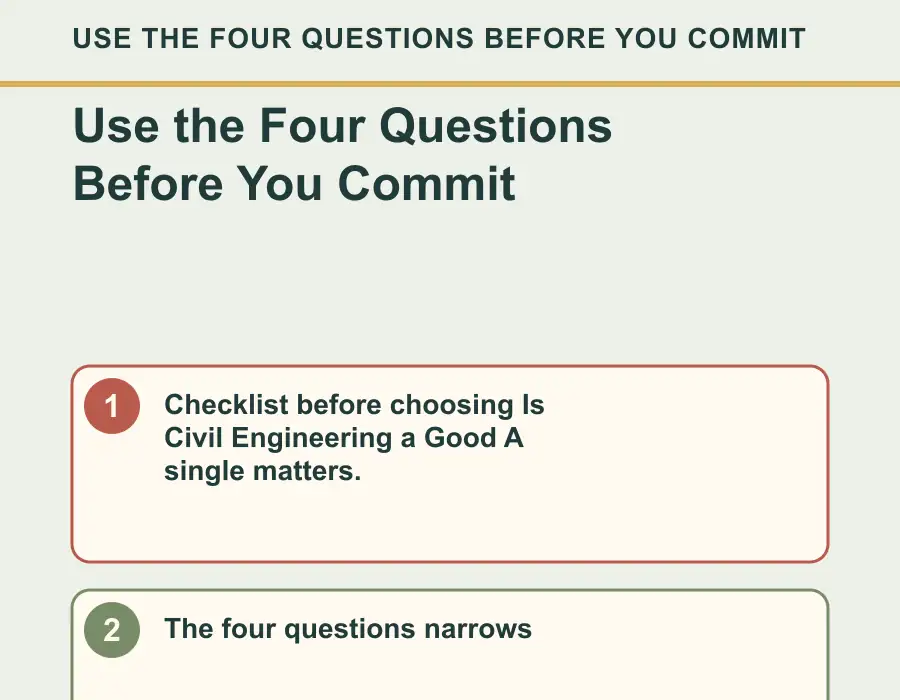 USE THE FOUR QUESTIONS BEFORE YOU COMMIT
Use the Four Questions
Before You Commit
1
Checklist before choosing Is
Civil Engineering a Good A
single matters.
2
The four questions narrows